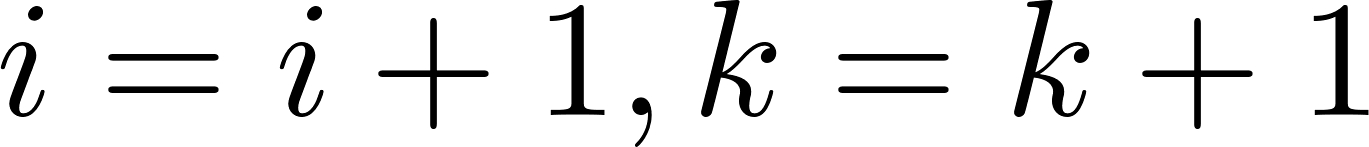 i = i + 1, k = k + 1